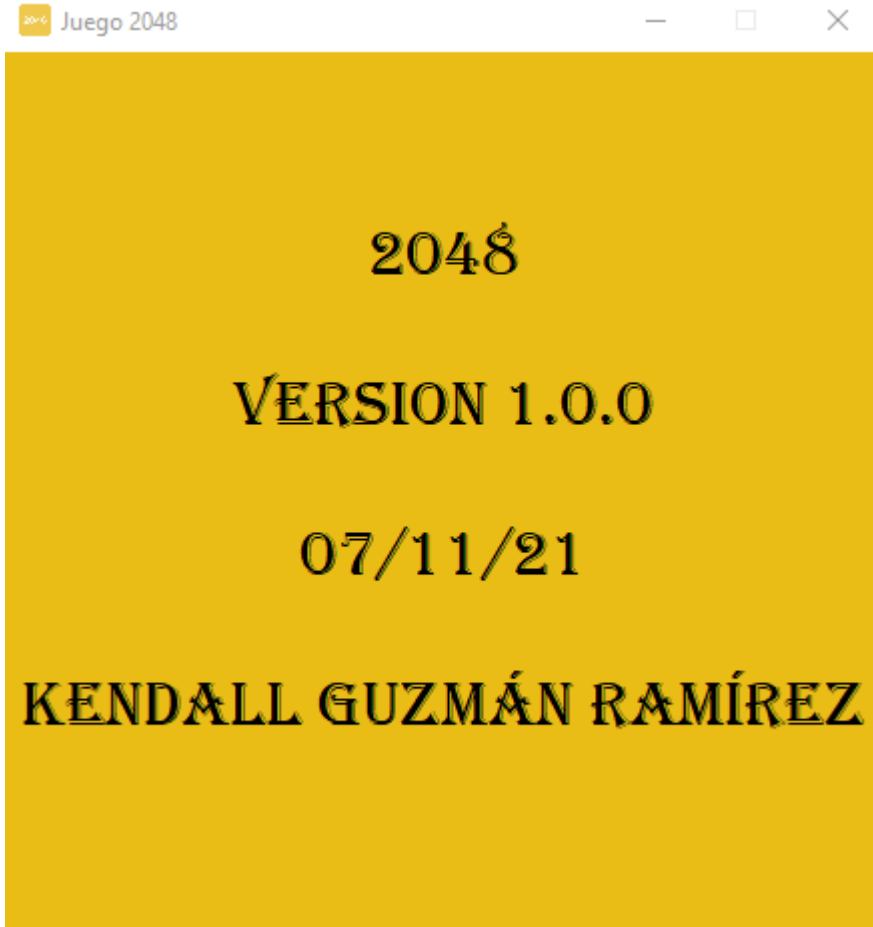 Juego 2048
2048
VERSION 1.0.0
07/11/21
KENDALL GUZMÁN RAMÍREZ